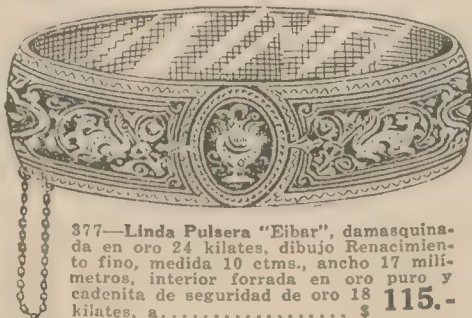 377—Linda Pulsera "Eibar", damasquina-
da en oro 24 kilates, dibujo Renacimien-
to fino, medida 10 ctms., ancho 17 milí-
metros, interior forrada en oro puro y
cadenita de seguridad de oro 18
kilates, a.................. $ 115.-